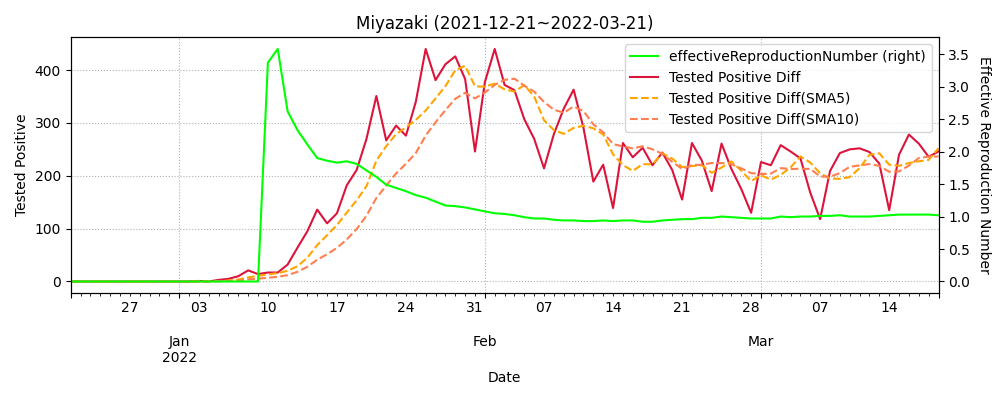 Miyazaki (2021-12-21~2022-03-21)
effectiveReproductionNumber (right)
Tested Positive Diff
Tested Positive Diff(SMA5)
Tested Positive Diff(SMA10)
Tested Positive
400
300
200
100
0
Effective Reproduction Number
3.5
3.0
2.5
2.0
1.5
1.0
0.5
0.0
27 03 10 17 24 31 07 14 21 28 07 14
Jan Feb Mar
2022
Date